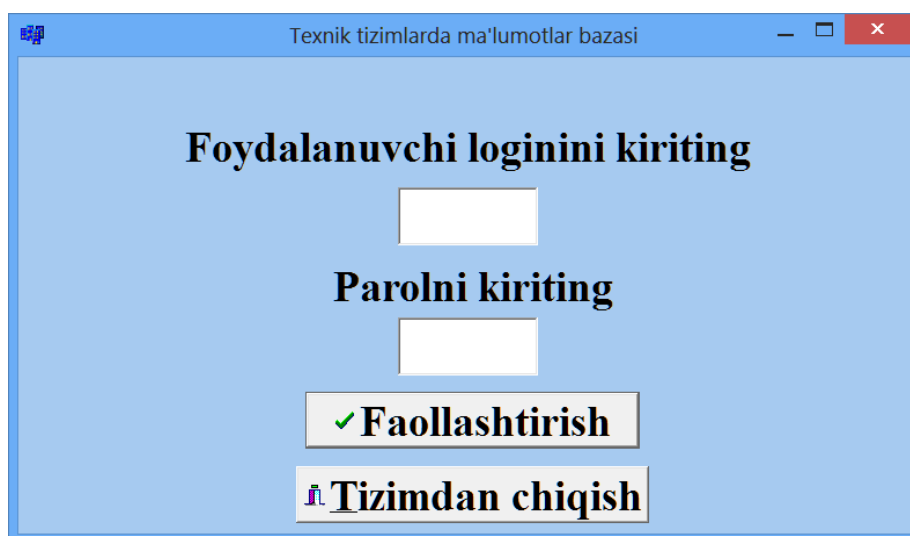 Texnik tizimlarda ma'lumotlar bazasi
Foydalanuvchi loginini kiriting
Parolni kiriting
Faollashtirish
Tizimdan chiqish